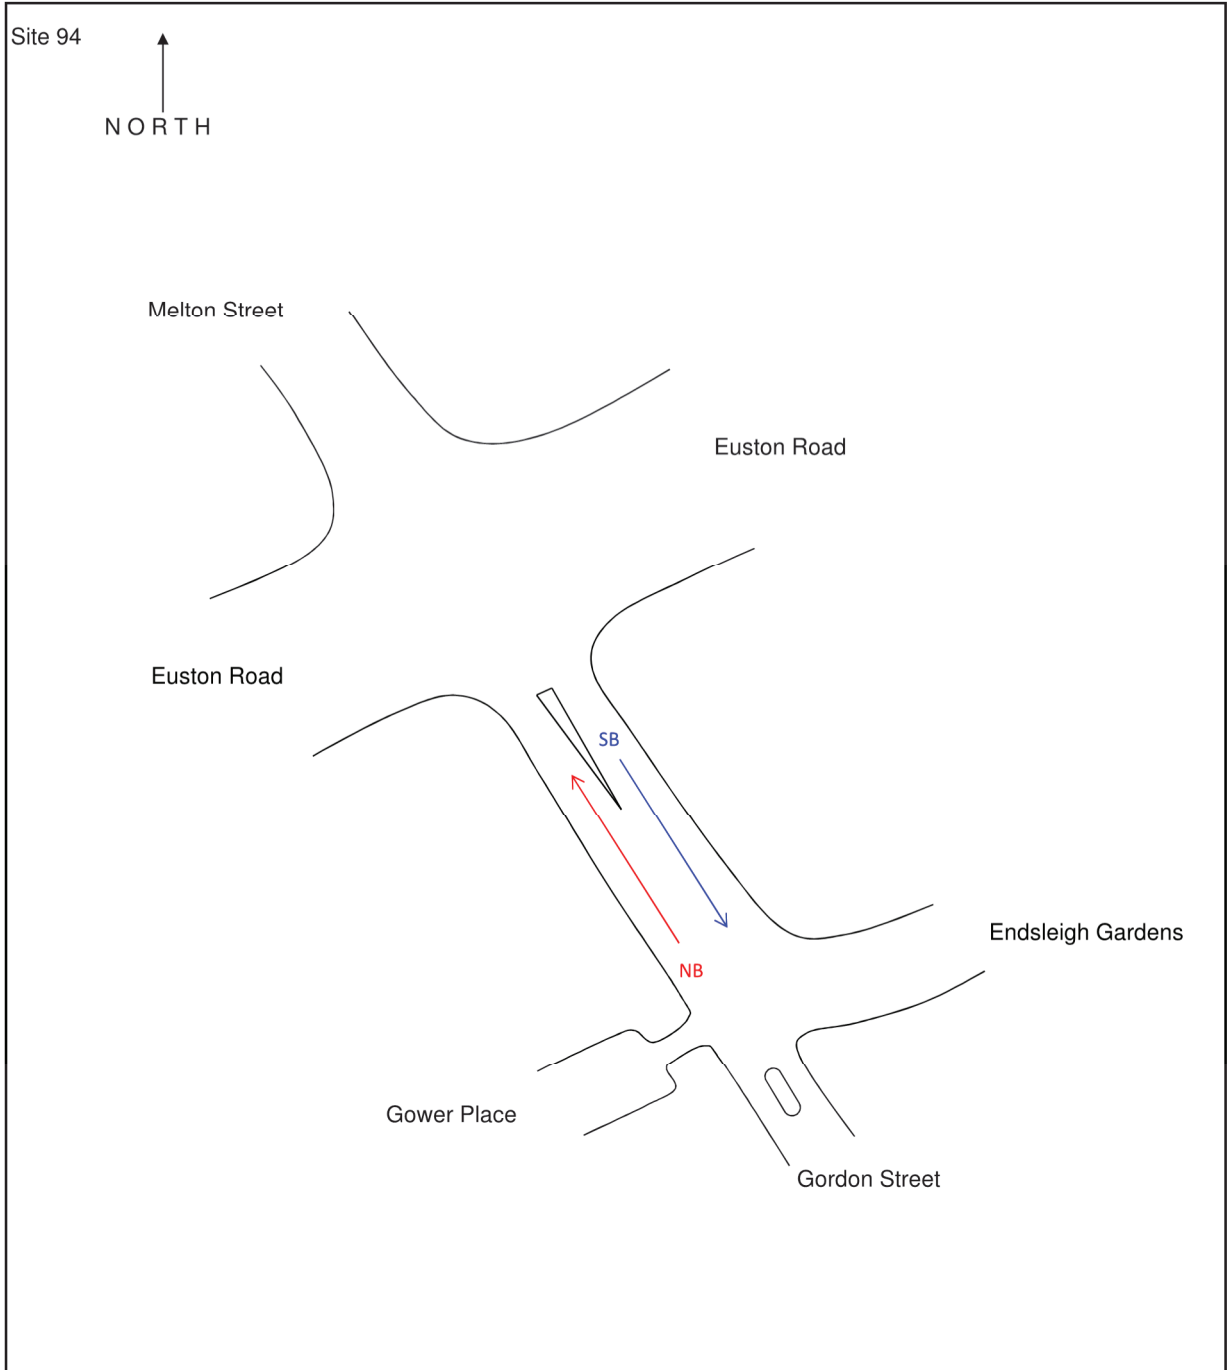 Site 94
NORTH
Melton Street
Euston Road
Euston Road
SB
Endsleigh Gardens
NB
Gower Place
Gordon Street